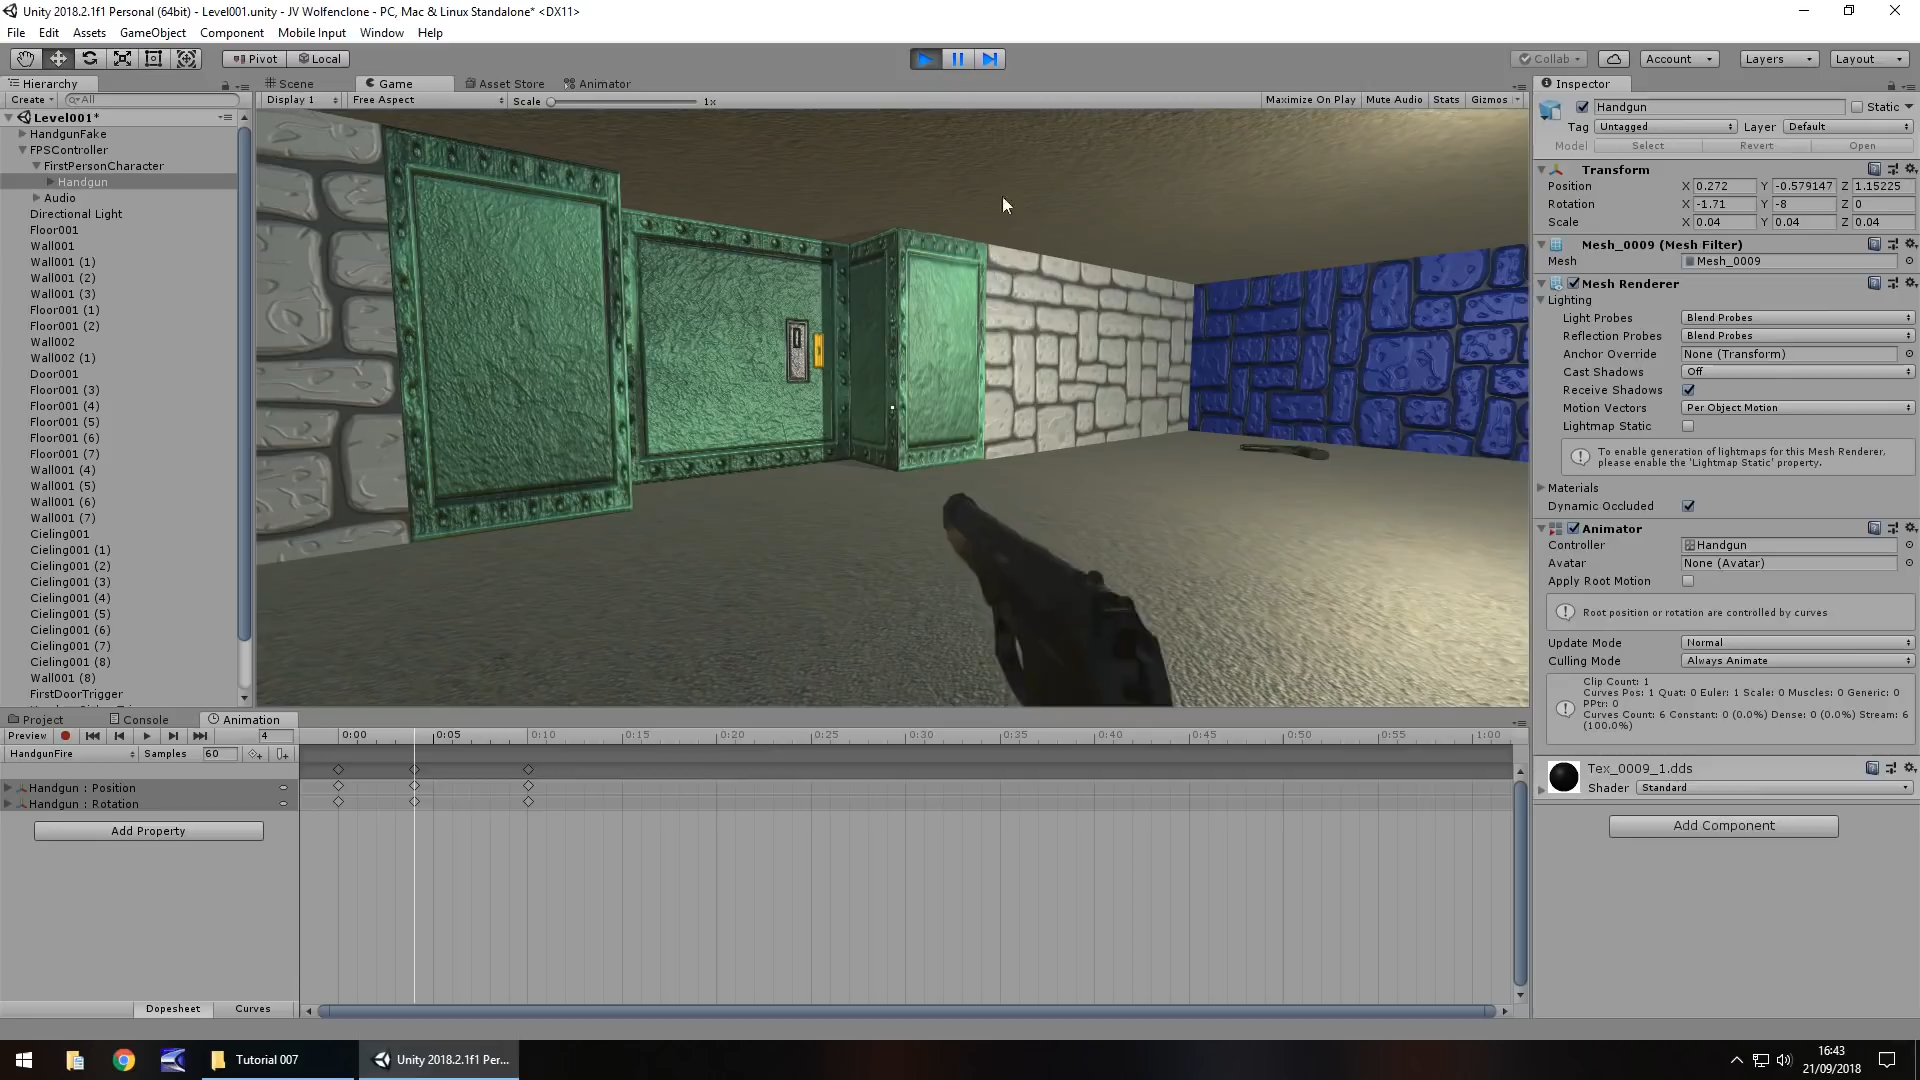 Unity 2018.2.1f1 Personal (64bit) - Level001.unity - JV Wolfenclone - PC, Mac & Linux Standalone* <DX11>
File Edit Assets GameObject Component Mobile Input Window Help
Pivot Local Collab Account Layers Layout
Hierarchy Scene Game Asset Store Animator Inspector
Create All Display 1 Free Aspect Scale 1x Maximize On Play Mute Audio Stats Gizmos
Level001*
HandgunFake
FPSController
FirstPersonCharacter
Handgun
Audio
Directional Light
Floor001
Wall001
Wall001 (1)
Wall001 (2)
Wall001 (3)
Floor001 (1)
Floor001 (2)
Wall002
Wall002 (1)
Door001
Floor001 (3)
Floor001 (4)
Floor001 (5)
Floor001 (6)
Floor001 (7)
Wall001 (4)
Wall001 (5)
Wall001 (6)
Wall001 (7)
Cieling001
Cieling001 (1)
Cieling001 (2)
Cieling001 (3)
Cieling001 (4)
Cieling001 (5)
Cieling001 (6)
Cieling001 (7)
Cieling001 (8)
Wall001 (8)
FirstDoorTrigger
Handgun Static
Tag Untagged Layer Default
Model Select Revert Open
Transform
Position X 0.272 Y -0.579147 Z 1.15225
Rotation X -1.71 Y -8 Z 0
Scale X 0.04 Y 0.04 Z 0.04
Mesh_0009 (Mesh Filter)
Mesh Mesh_0009
Mesh Renderer
Lighting
Light Probes Blend Probes
Reflection Probes Blend Probes
Anchor Override None (Transform)
Cast Shadows Off
Receive Shadows
Motion Vectors Per Object Motion
Lightmap Static
To enable generation of lightmaps for this Mesh Renderer,
please enable the 'Lightmap Static' property.
Materials
Dynamic Occluded
Animator
Controller Handgun
Avatar None (Avatar)
Apply Root Motion
Root position or rotation are controlled by curves
Update Mode Normal
Culling Mode Always Animate
Clip Count: 1
Curves Pos: 1 Quat: 0 Euler: 1 Scale: 0 Muscles: 0 Generic: 0
PPtr: 0
Curves Count: 6 Constant: 0 (0.0%) Dense: 0 (0.0%) Stream: 6
(100.0%)
Tex_0009_1.dds
Shader Standard
Add Component
Project Console Animation
Preview 4 0:00 0:05 0:10 0:15 0:20 0:25 0:30 0:35 0:40 0:45 0:50 0:55 1:00
HandgunFire Samples 60
Handgun : Position
Handgun : Rotation
Add Property
Dopesheet Curves
Tutorial 007 Unity 2018.2.1f1 Per...
16:43
21/09/2018